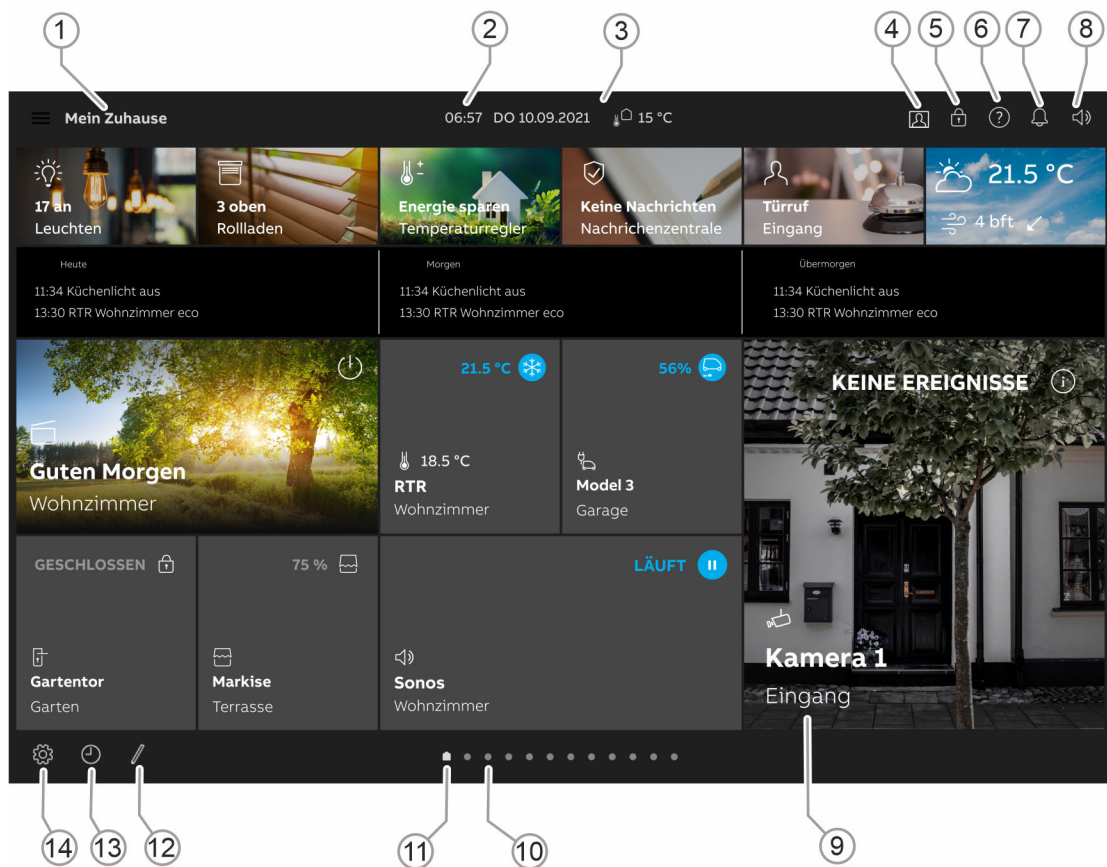 1
2
3
4
5
6
7
8
Mein Zuhause
06:57 DO 10.09.2021 15 °C
17 an
Leuchten
3 oben
Rollladen
Energie sparen
Temperaturregler
Keine Nachrichten
Nachrichenzentrale
Türruf
Eingang
21.5 °C
4 bft
Heute
11:34 Küchenlicht aus
13:30 RTR Wohnzimmer eco
Morgen
11:34 Küchenlicht aus
13:30 RTR Wohnzimmer eco
Übermorgen
11:34 Küchenlicht aus
13:30 RTR Wohnzimmer eco
Guten Morgen
Wohnzimmer
21.5 °C
18.5 °C
RTR
Wohnzimmer
56%
Model 3
Garage
KEINE EREIGNISSE
Kamera 1
Eingang
GESCHLOSSEN
Gartentor
Garten
75 %
Markise
Terrasse
LÄUFT
Sonos
Wohnzimmer
14
13
12
11
10
9